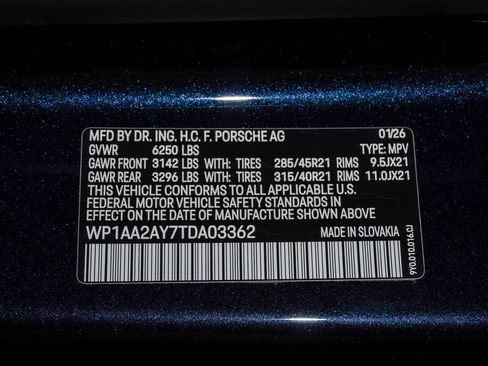 MFD BY DR. ING. H.C. F. PORSCHE AG 01/26
GVWR 6250 LBS TYPE: MPV
GAWR FRONT 3142 LBS WITH: TIRES 285/45R21 RIMS 9.5JX21
GAWR REAR 3296 LBS WITH: TIRES 315/40R21 RIMS 11.0JX21
THIS VEHICLE CONFORMS TO ALL APPLICABLE U.S.
FEDERAL MOTOR VEHICLE SAFETY STANDARDS IN
EFFECT ON THE DATE OF MANUFACTURE SHOWN ABOVE.
WP1AA2AY7TDA03362 MADE IN SLOVAKIA
9Y0.010.016.CJ